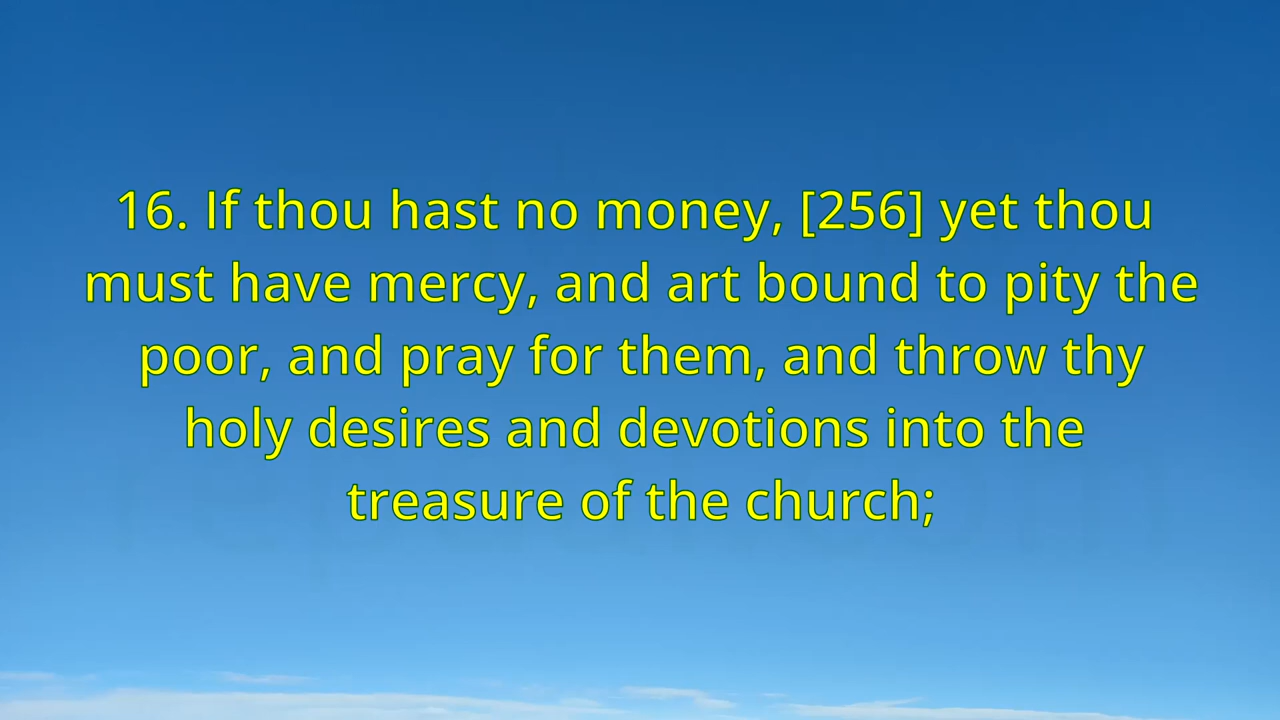 16. If thou hast no money, [256] yet thou
must have mercy, and art bound to pity the
poor, and pray for them, and throw thy
holy desires and devotions into the
treasure of the church;